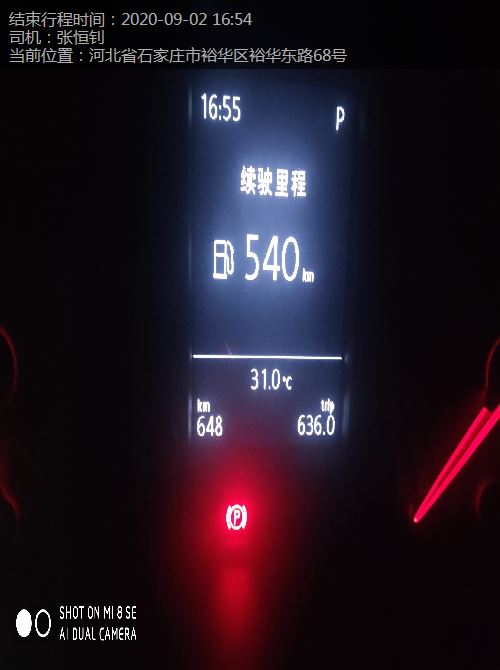 结束行程时间：2020-09-02 16:54
司机：张恒钊
当前位置：河北省石家庄市裕华区裕华东路68号
16:55 P
续驶里程
540 km
31.0℃
km trip
648 636.0
P
SHOT ON MI 8 SE
AI DUAL CAMERA